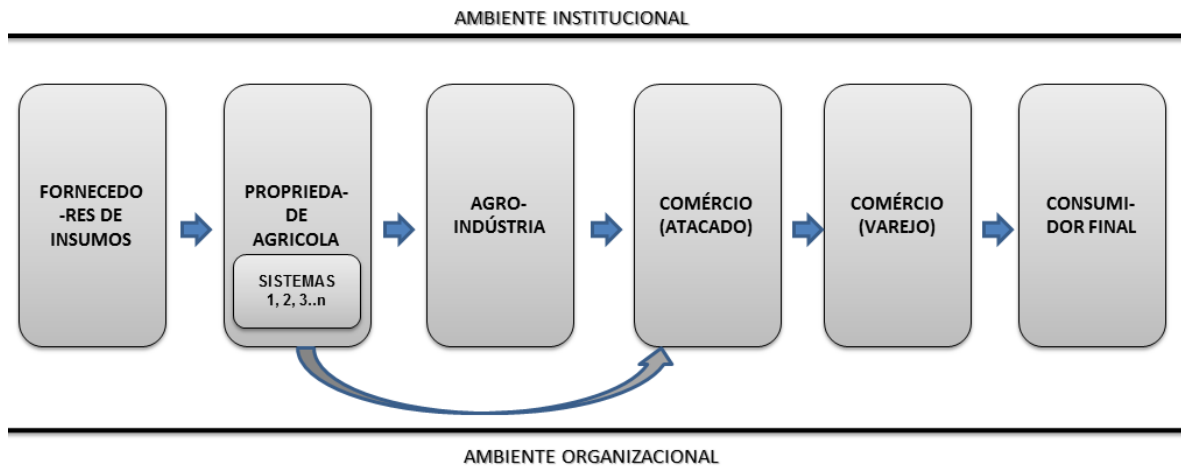 AMBIENTE INSTITUCIONAL
FORNECEDO
-RES DE
INSUMOS
PROPRIEDA-
DE
AGRICOLA
SISTEMAS
1, 2, 3..n
AGRO-
INDÚSTRIA
COMÉRCIO
(ATACADO)
COMÉRCIO
(VAREJO)
CONSUMI-
DOR FINAL
AMBIENTE ORGANIZACIONAL